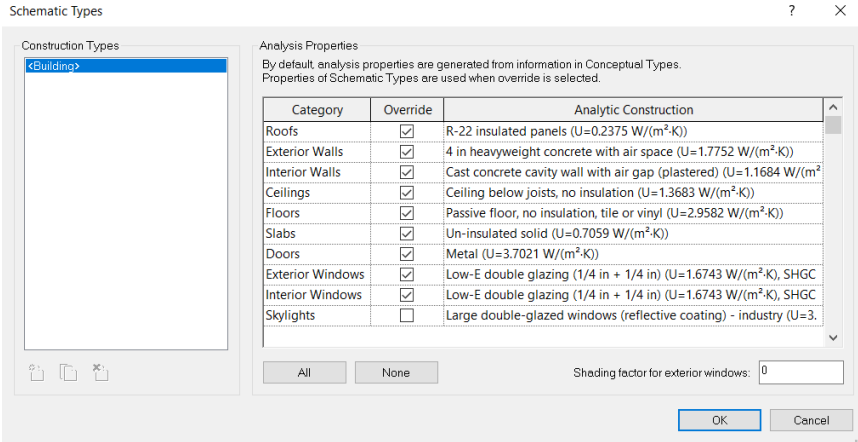 Schematic Types
? ×
Construction Types
<Building>
Analysis Properties
By default, analysis properties are generated from information in Conceptual Types.
Properties of Schematic Types are used when override is selected.
Category Override Analytic Construction
Roofs R-22 insulated panels (U=0.2375 W/(m²·K))
Exterior Walls 4 in heavyweight concrete with air space (U=1.7752 W/(m²·K))
Interior Walls Cast concrete cavity wall with air gap (plastered) (U=1.1684 W/(m²
Ceilings Ceiling below joists, no insulation (U=1.3683 W/(m²·K))
Floors Passive floor, no insulation, tile or vinyl (U=2.9582 W/(m²·K))
Slabs Un-insulated solid (U=0.7059 W/(m²·K))
Doors Metal (U=3.7021 W/(m²·K))
Exterior Windows Low-E double glazing (1/4 in + 1/4 in) (U=1.6743 W/(m²·K), SHGC
Interior Windows Low-E double glazing (1/4 in + 1/4 in) (U=1.6743 W/(m²·K), SHGC
Skylights Large double-glazed windows (reflective coating) - industry (U=3.
All None Shading factor for exterior windows: 0
OK Cancel